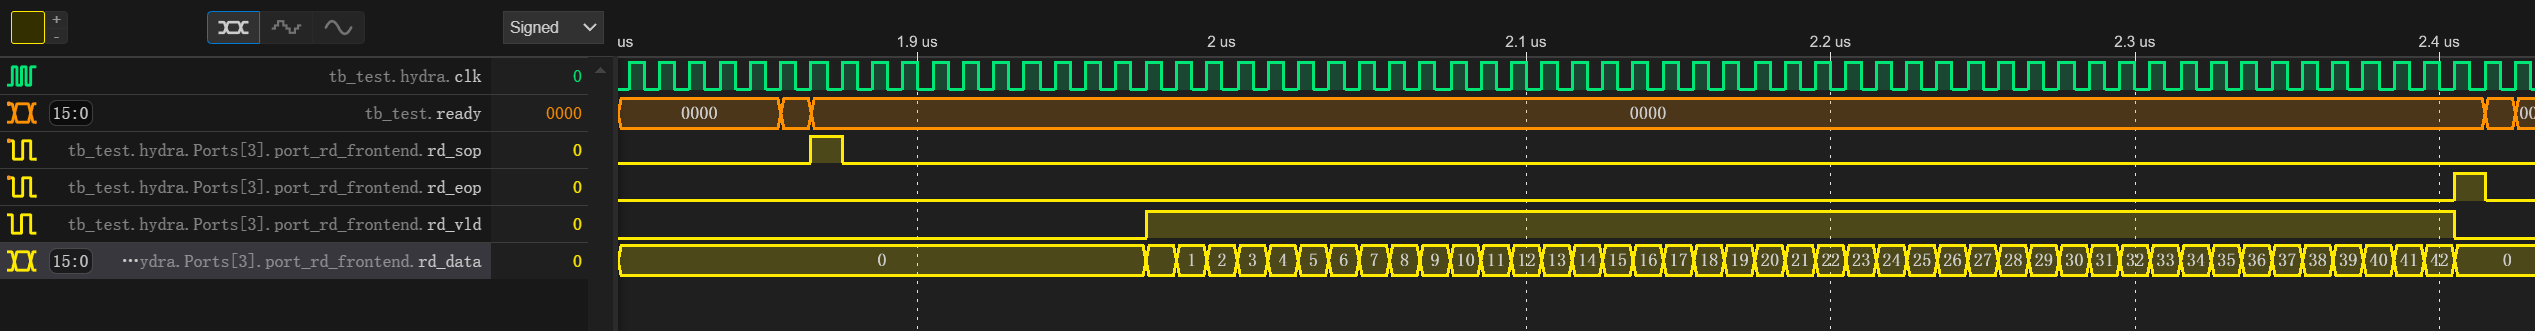 +
-
Signed
us 1.9 us 2 us 2.1 us 2.2 us 2.3 us 2.4 us
tb_test.hydra.clk 0
15:0 tb_test.ready 0000 0000 0000 00
tb_test.hydra.Ports[3].port_rd_frontend.rd_sop 0
tb_test.hydra.Ports[3].port_rd_frontend.rd_eop 0
tb_test.hydra.Ports[3].port_rd_frontend.rd_vld 0
15:0 …ydra.Ports[3].port_rd_frontend.rd_data 0 0 1 2 3 4 5 6 7 8 9 10 11 12 13 14 15 16 17 18 19 20 21 22 23 24 25 26 27 28 29 30 31 32 33 34 35 36 37 38 39 40 41 42 0